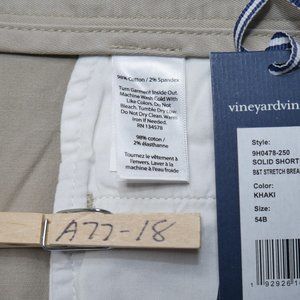 98% Cotton / 2% Spandex
Turn Garment Inside Out.
Machine Wash Cold With
Like Colors. Do Not
Bleach. Tumble Dry Low.
Do Not Dry Clean. Warm
Iron If Needed.
RN 134578
98% coton /
2% élasthanne
Tournez le vêtement à
l'envers. Laver à la
machine à l'eau froide
A77-18
vineyardvin
Style:
9H0478-250
SOLID SHORT
B&T STRETCH BREA
Color:
KHAKI
Size:
54B